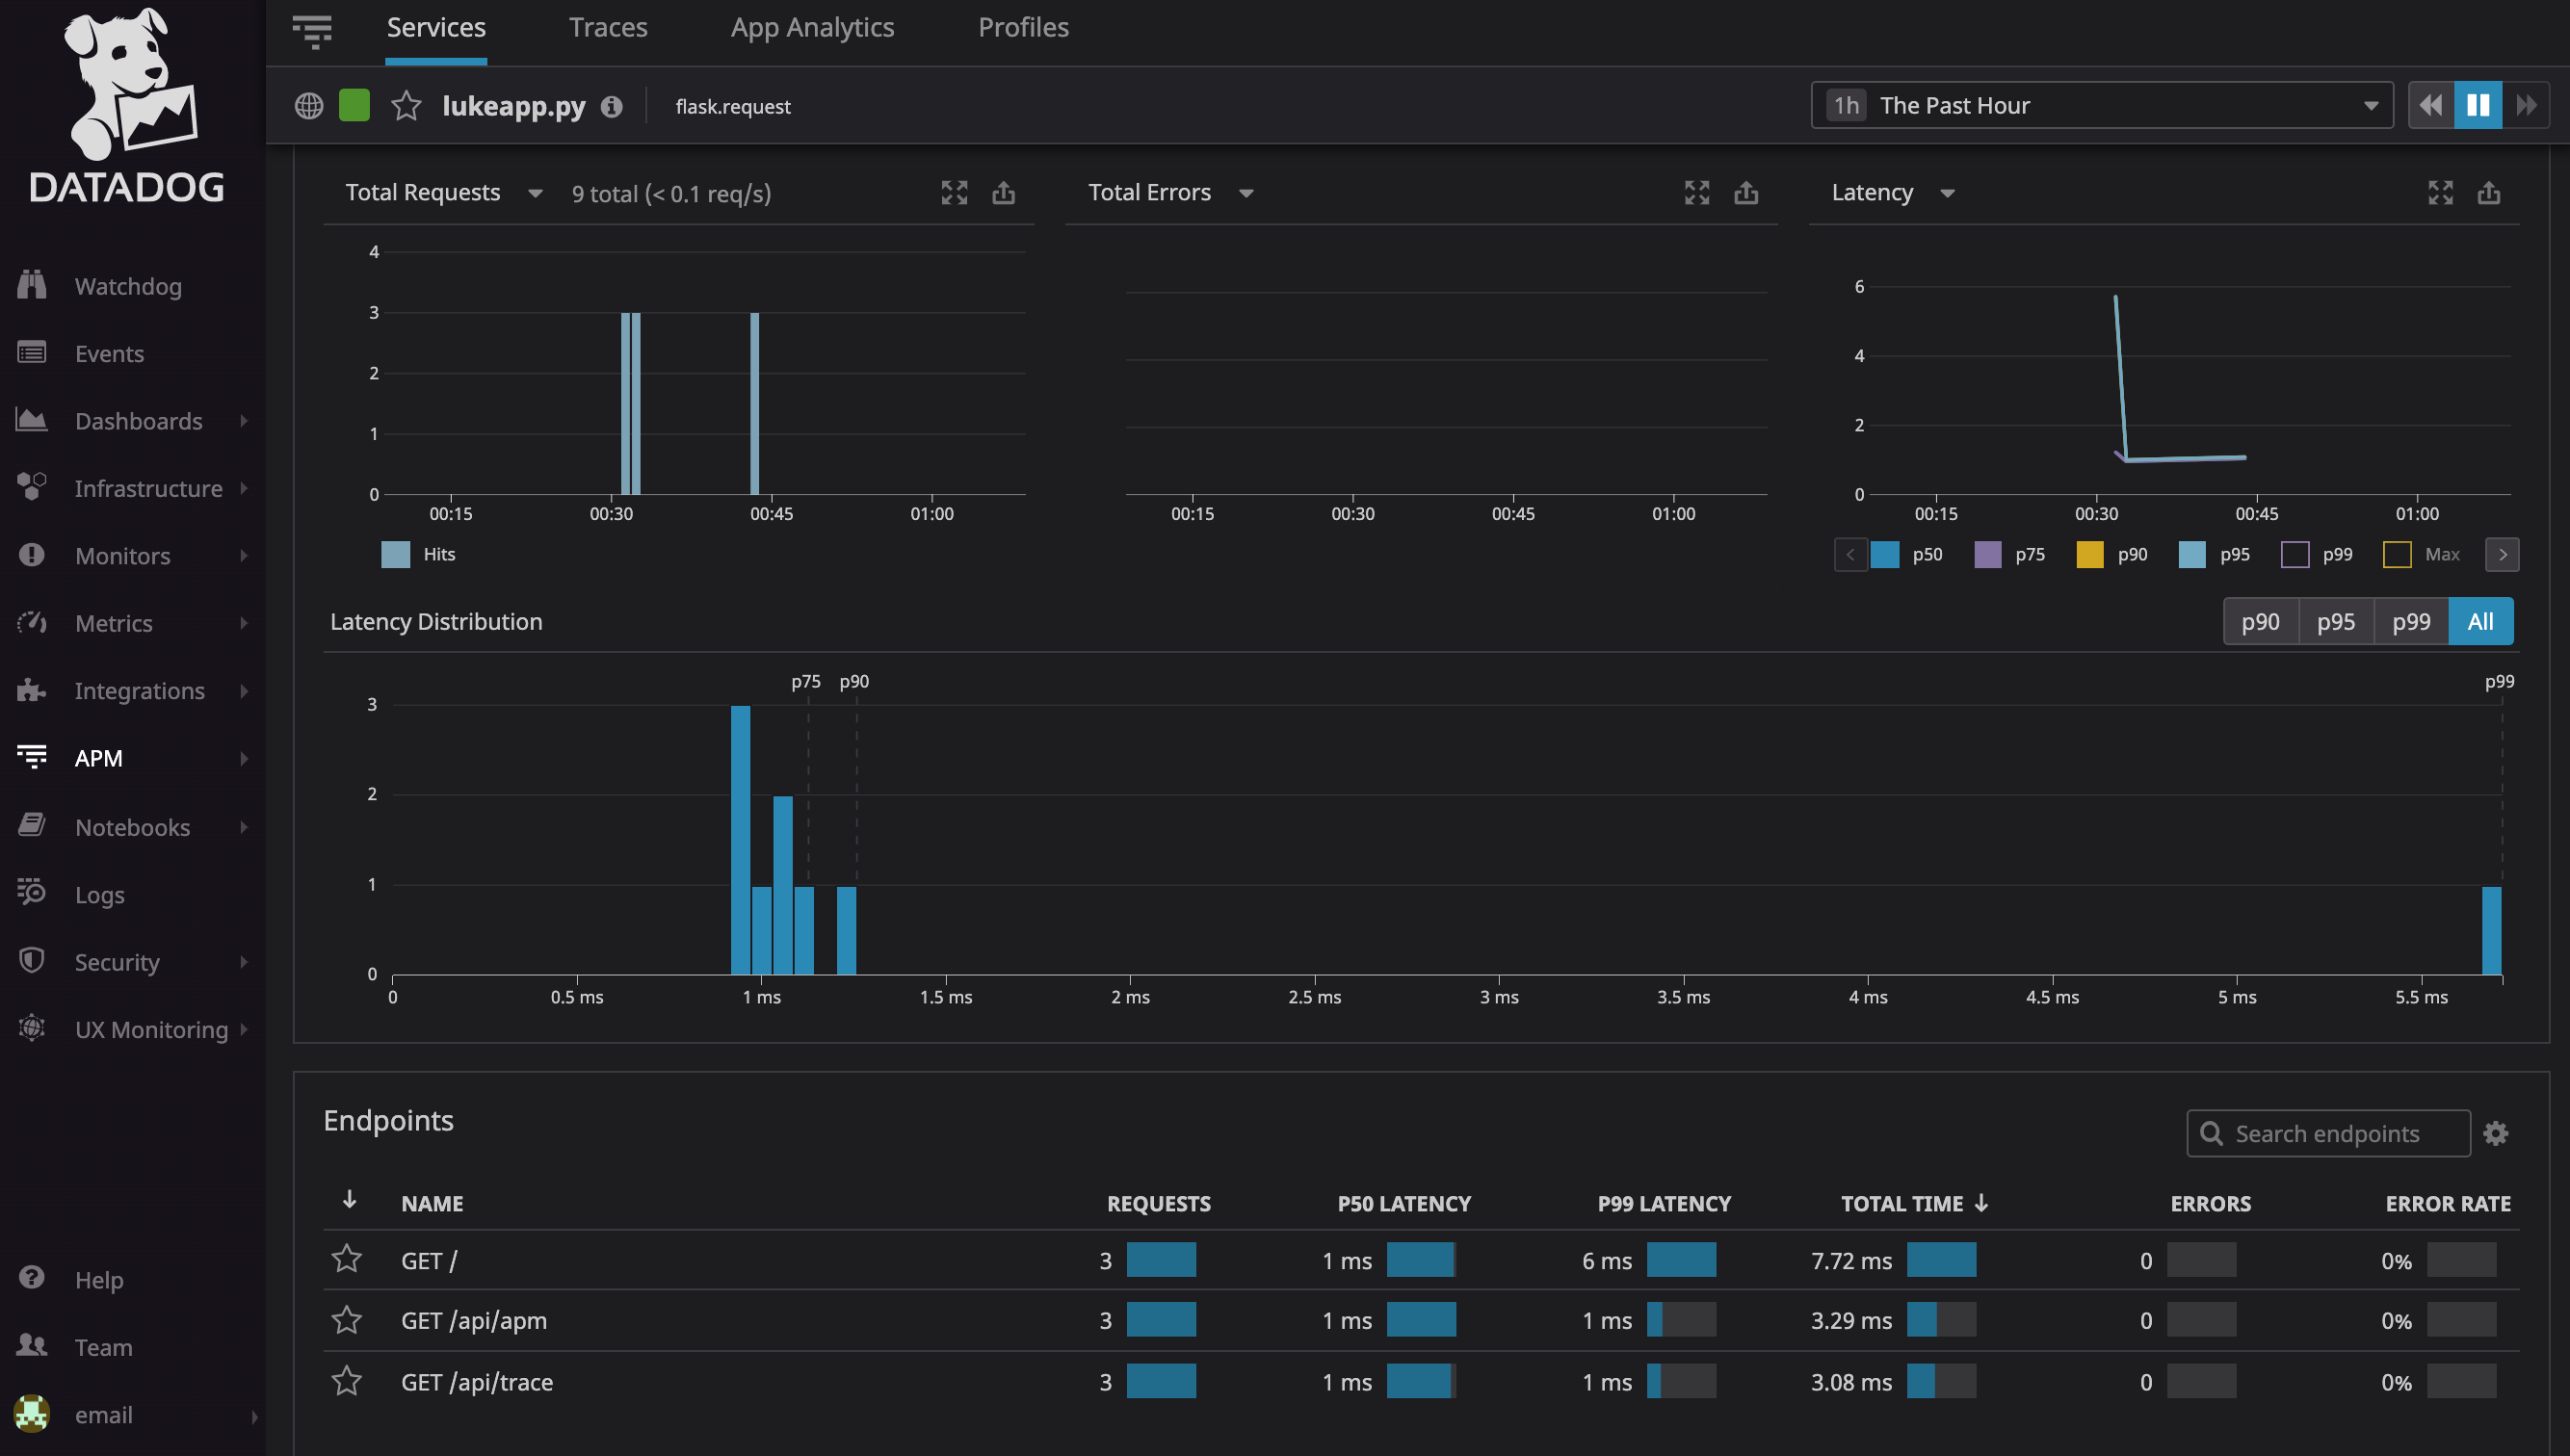 DATADOG
Watchdog
Events
Dashboards
Infrastructure
Monitors
Metrics
Integrations
APM
Notebooks
Logs
Security
UX Monitoring
Help
Team
email
Services Traces App Analytics Profiles
lukeapp.py flask.request 1h The Past Hour
Total Requests 9 total (< 0.1 req/s)
4
3
2
1
0
00:15 00:30 00:45 01:00
Hits
Total Errors
00:15 00:30 00:45 01:00
Latency
6
4
2
0
00:15 00:30 00:45 01:00
p50 p75 p90 p95 p99 Max
Latency Distribution p90 p95 p99 All
p75 p90 p99
3
2
1
0
0 0.5 ms 1 ms 1.5 ms 2 ms 2.5 ms 3 ms 3.5 ms 4 ms 4.5 ms 5 ms 5.5 ms
Endpoints
Search endpoints
NAME REQUESTS P50 LATENCY P99 LATENCY TOTAL TIME ERRORS ERROR RATE
GET / 3 1 ms 6 ms 7.72 ms 0 0%
GET /api/apm 3 1 ms 1 ms 3.29 ms 0 0%
GET /api/trace 3 1 ms 1 ms 3.08 ms 0 0%